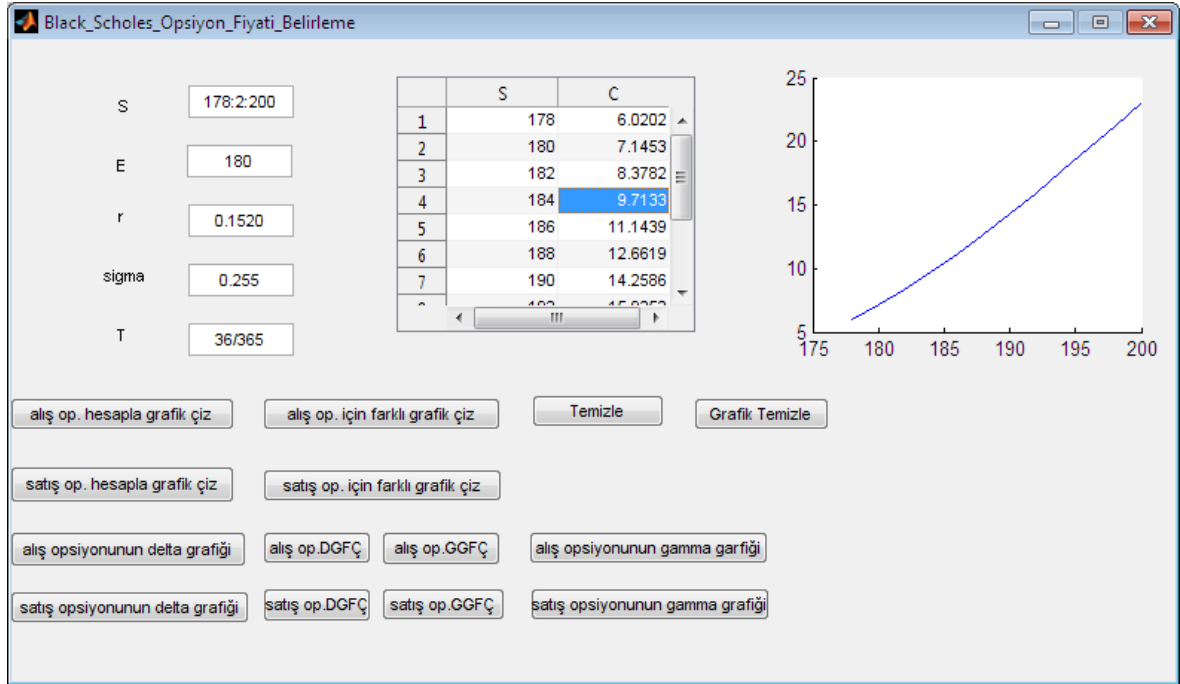 Black_Scholes_Opsiyon_Fiyati_Belirleme
S 178:2:200
E 180
r 0.1520
sigma 0.255
T 36/365
S C
1 178 6.0202
2 180 7.1453
3 182 8.3782
4 184 9.7133
5 186 11.1439
6 188 12.6619
7 190 14.2586
25
20
15
10
5
175 180 185 190 195 200
alış op. hesapla grafik çiz alış op. için farklı grafik çiz Temizle Grafik Temizle
satış op. hesapla grafik çiz satış op. için farklı grafik çiz
alış opsiyonunun delta grafiği alış op.DGFÇ alış op.GGFÇ alış opsiyonunun gamma garfiği
satış opsiyonunun delta grafiği satış op.DGFÇ satış op.GGFÇ satış opsiyonunun gamma grafiği